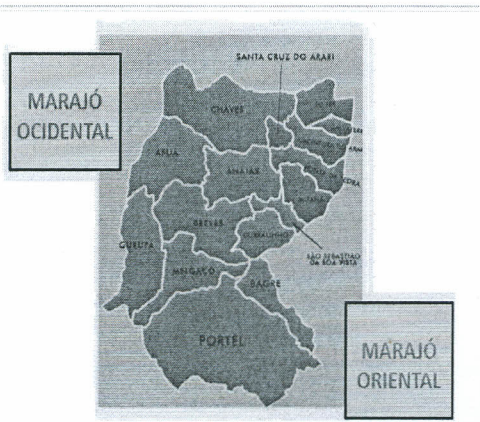 MARAJÓ
OCIDENTAL
SANTA CRUZ DO ARARI
CHAVES
AFUÁ
ANAJÁS
BREVES
CURRALINHO
GURUPÁ
SÃO SEBASTIÃO
DA BOA VISTA
MELGAÇO
BAGRE
PORTEL
MARAJÓ
ORIENTAL